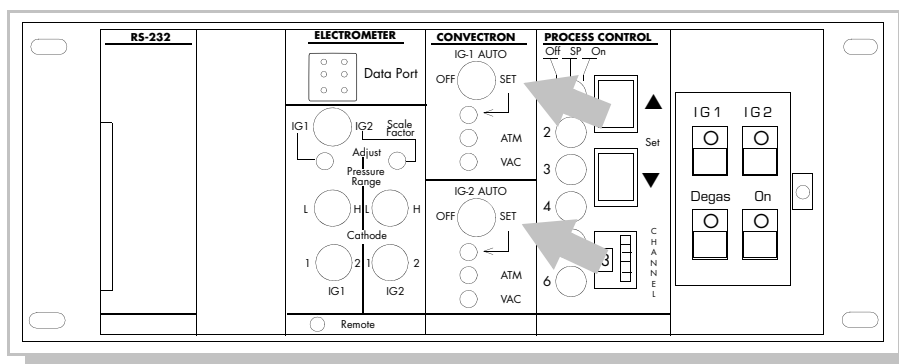 RS-232
ELECTROMETER
Data Port
IG1
IG2
Scale
Factor
Adjust
Pressure
Range
L
H
L
H
Cathode
1
2
1
2
IG1
IG2
Remote
CONVECTRON
IG-1 AUTO
OFF
SET
ATM
VAC
IG-2 AUTO
OFF
SET
ATM
VAC
PROCESS CONTROL
Off SP On
2
3
4
6
Set
3
CHANNEL
IG1 IG2
Degas On